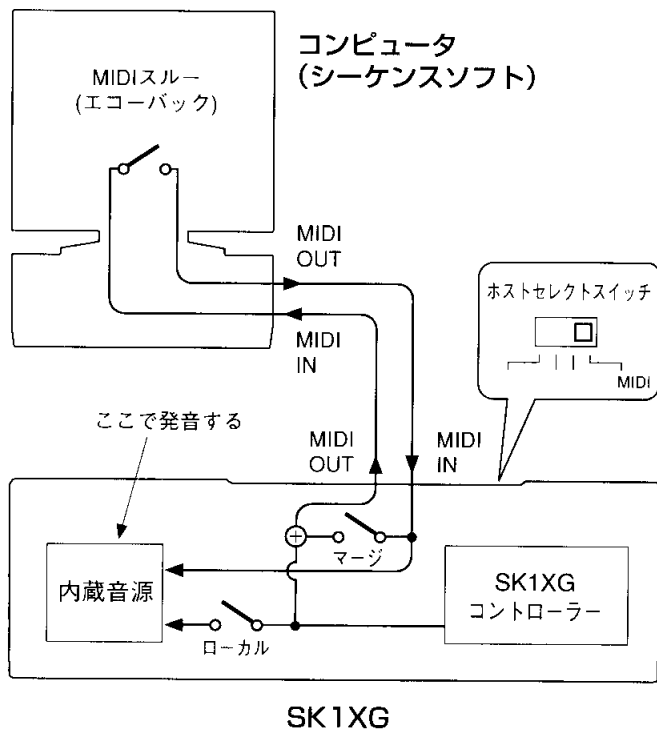 コンピュータ
(シーケンスソフト)
MIDIスルー
(エコーバック)
MIDI
OUT
MIDI
IN
ホストセレクトスイッチ
MIDI
ここで発音する
MIDI
OUT
MIDI
IN
マージ
内蔵音源
ローカル
SK1XG
コントローラー
SK1XG